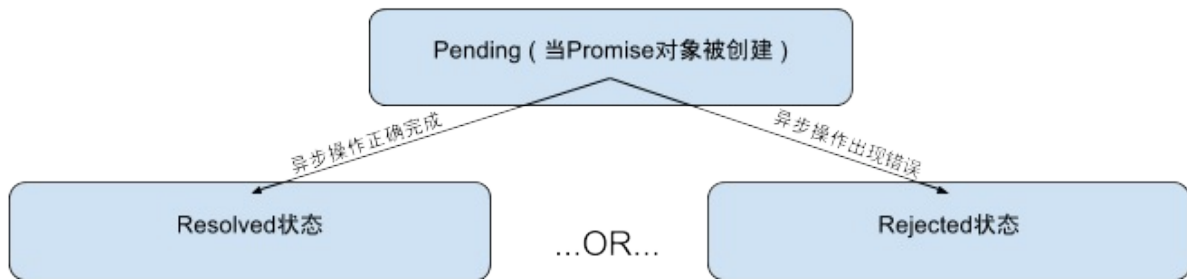 Pending（当Promise对象被创建）
异步操作正确完成
异步操作出现错误
Resolved状态
...OR...
Rejected状态